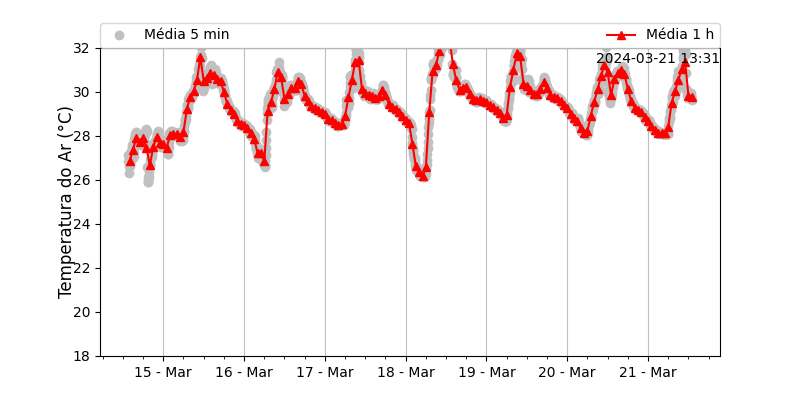 Média 5 min
Média 1 h
2024-03-21 13:31
Temperatura do Ar (°C)
32
30
28
26
24
22
20
18
15 - Mar
16 - Mar
17 - Mar
18 - Mar
19 - Mar
20 - Mar
21 - Mar